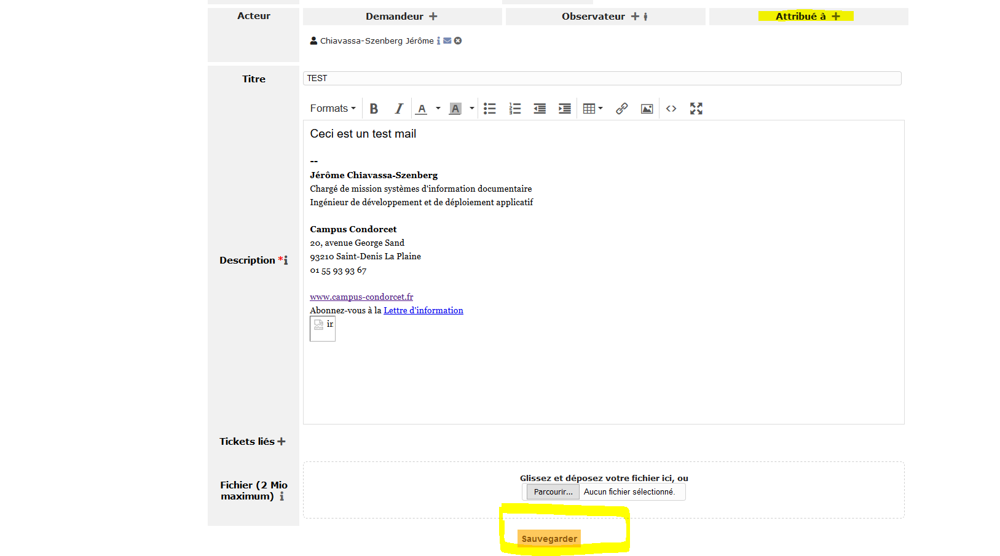 Acteur
Demandeur
Observateur
Attribué à
Chiavassa-Szenberg Jérôme
Titre
TEST
Formats
Ceci est un test mail
--
Jérôme Chiavassa-Szenberg
Chargé de mission systèmes d'information documentaire
Ingénieur de développement et de déploiement applicatif
Campus Condorcet
20, avenue George Sand
93210 Saint-Denis La Plaine
01 55 93 93 67
Description *
www.campus-condorcet.fr
Abonnez-vous à la Lettre d'information
Tickets liés
Glissez et déposez votre fichier ici, ou
Fichier (2 Mio
maximum)
Parcourir... Aucun fichier sélectionné.
Sauvegarder